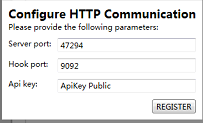 Configure HTTP Communication
Please provide the following parameters:
Server port: 47294
Hook port: 9092
Api key: ApiKey Public
REGISTER